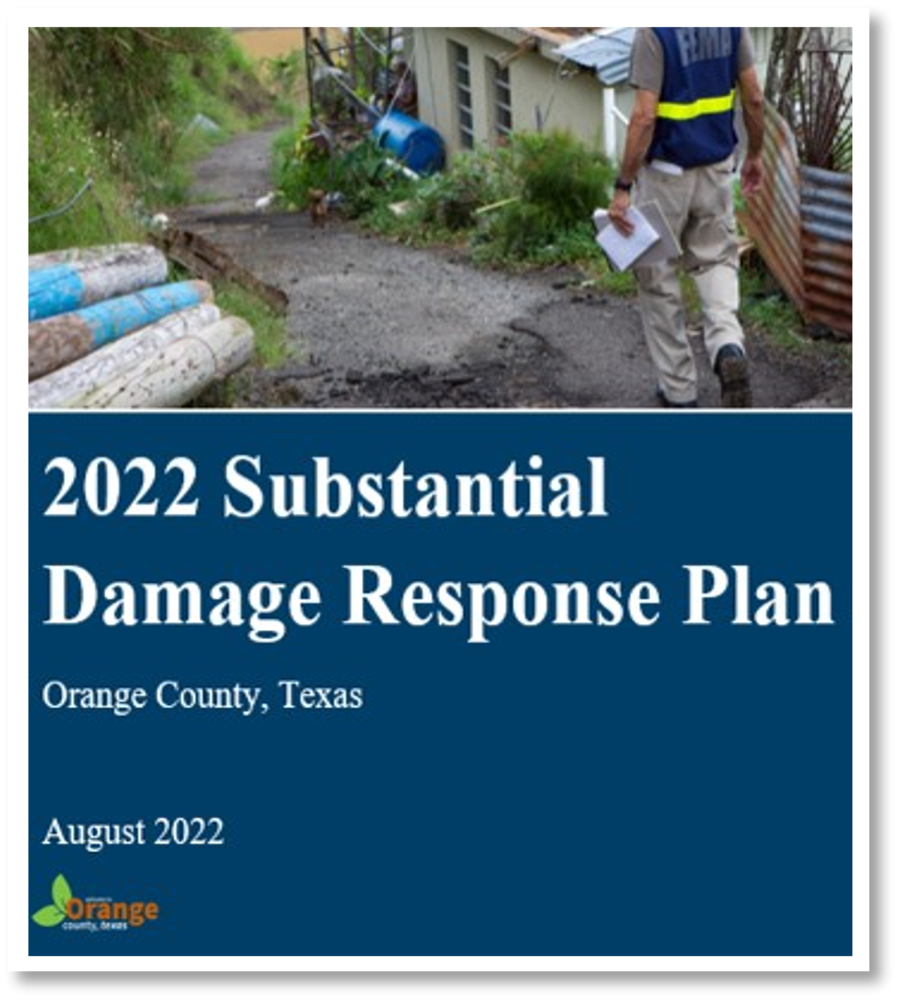 FEMA
2022 Substantial
Damage Response Plan
Orange County, Texas
August 2022
Orange
county, texas